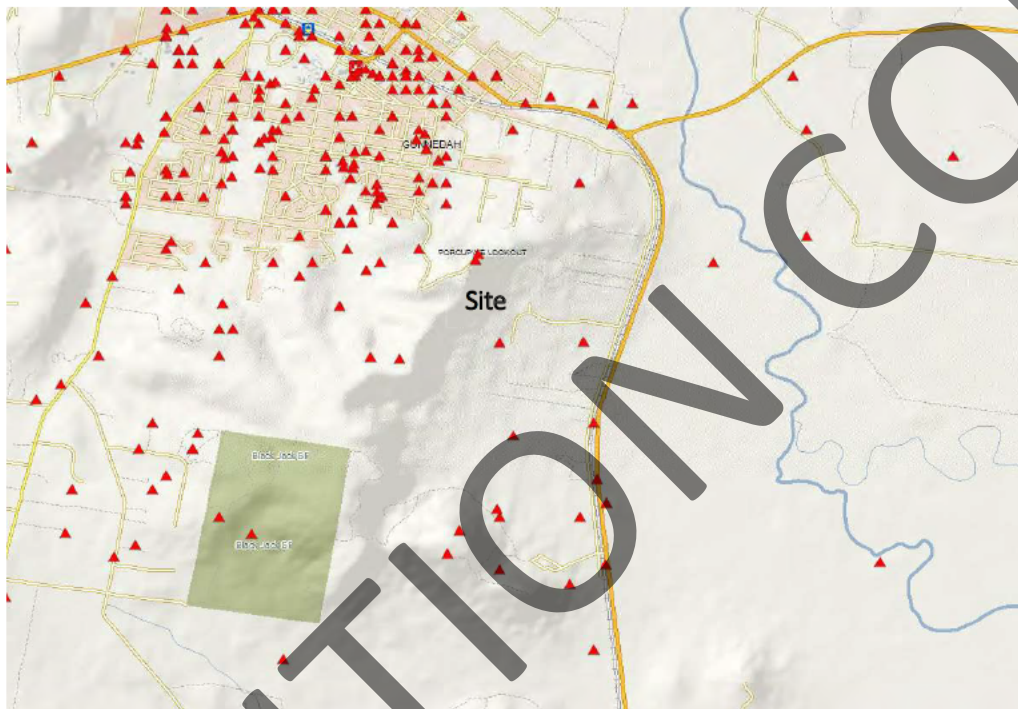 GUNNEDAH
PORCUPINE LOOKOUT
Site
Black Jack SF
Black Jack SF
TION CO